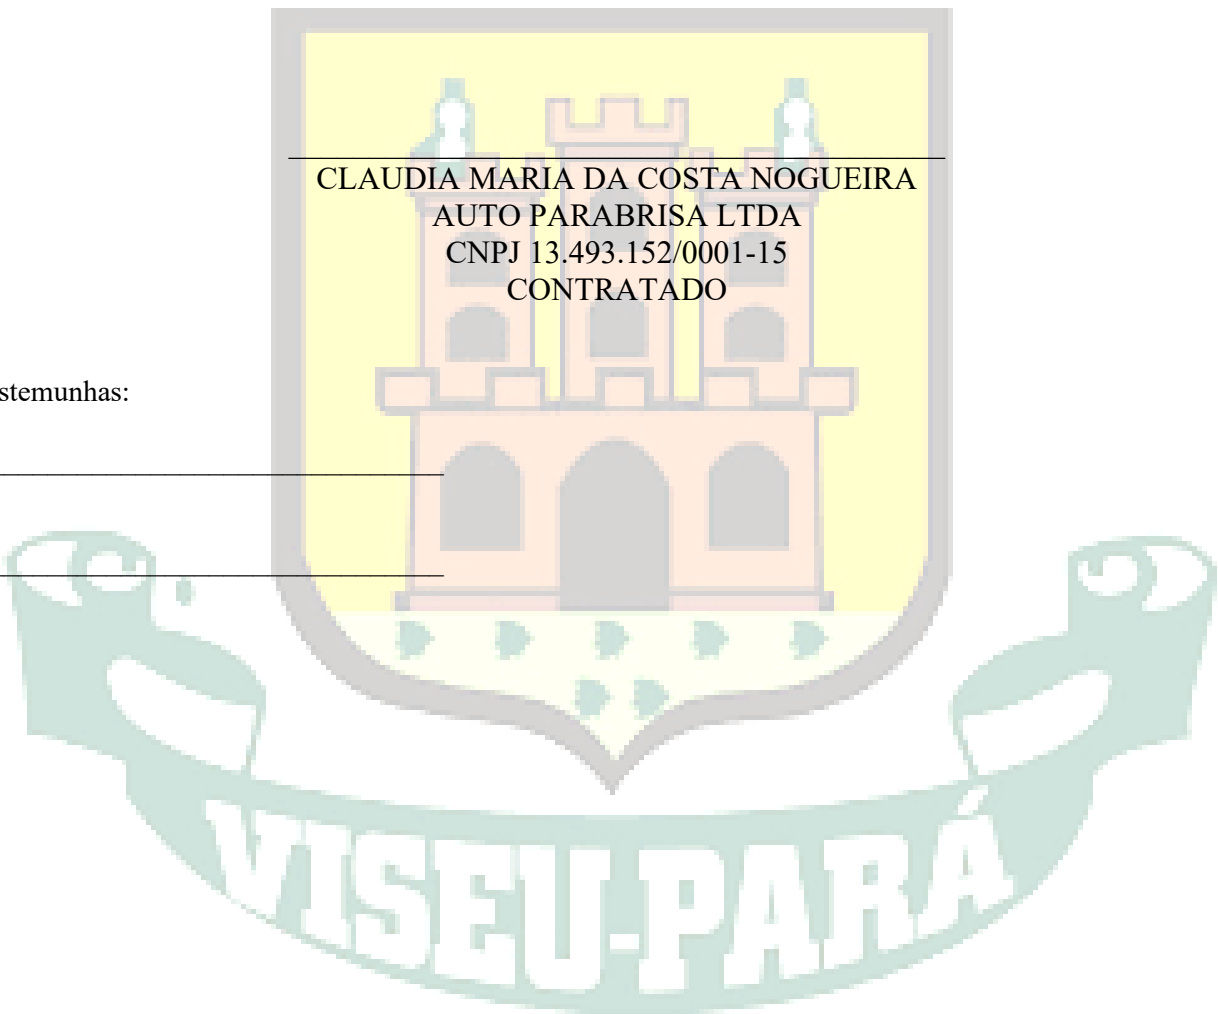 CLAUDIA MARIA DA COSTA NOGUEIRA
AUTO PARABRISA LTDA
CNPJ 13.493.152/0001-15
CONTRATADO
stemunhas:
VISEU-PARÁ